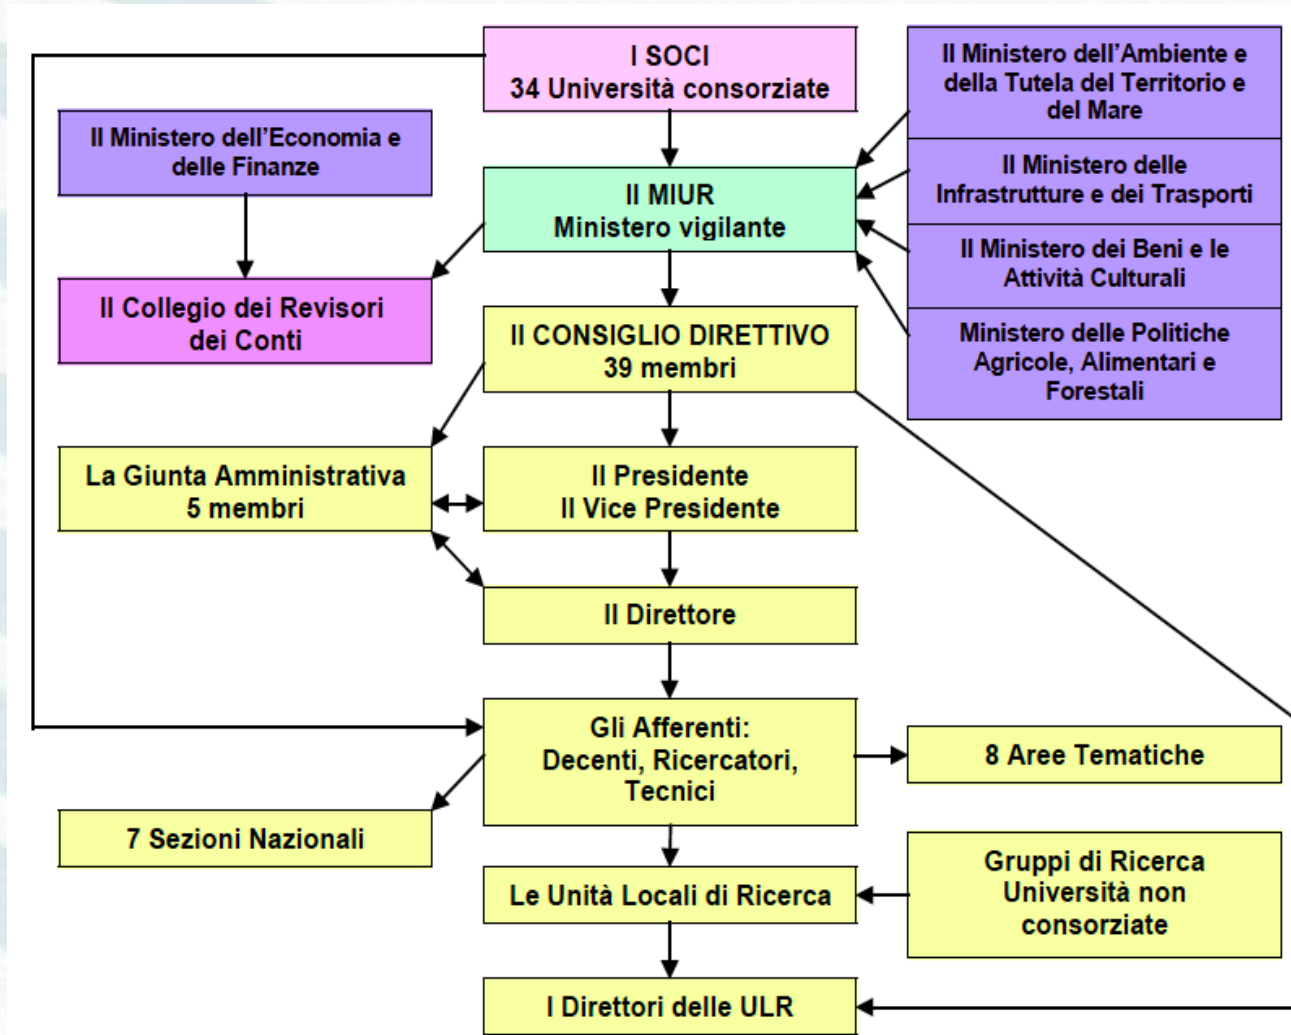 I SOCI
34 Università consorziate
Il Ministero dell'Ambiente e
della Tutela del Territorio e
del Mare
Il Ministero dell'Economia e
delle Finanze
Il Ministero delle
Infrastrutture e dei Trasporti
Il MIUR
Ministero vigilante
Il Ministero dei Beni e le
Attività Culturali
Il Collegio dei Revisori
dei Conti
Il CONSIGLIO DIRETTIVO
39 membri
Ministero delle Politiche
Agricole, Alimentari e
Forestali
La Giunta Amministrativa
5 membri
Il Presidente
Il Vice Presidente
Il Direttore
Gli Afferenti:
Decenti, Ricercatori,
Tecnici
8 Aree Tematiche
7 Sezioni Nazionali
Le Unità Locali di Ricerca
Gruppi di Ricerca
Università non
consorziate
I Direttori delle ULR